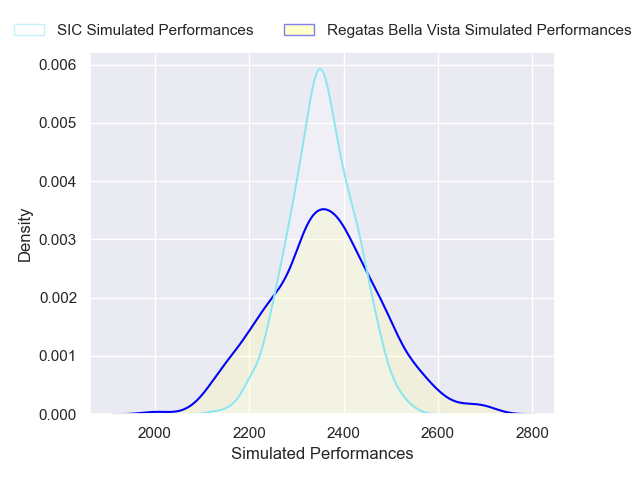 SIC Simulated Performances Regatas Bella Vista Simulated Performances
0.006
0.005
0.004
0.003
0.002
0.001
0.000
Density
2000 2200 2400 2600 2800
Simulated Performances